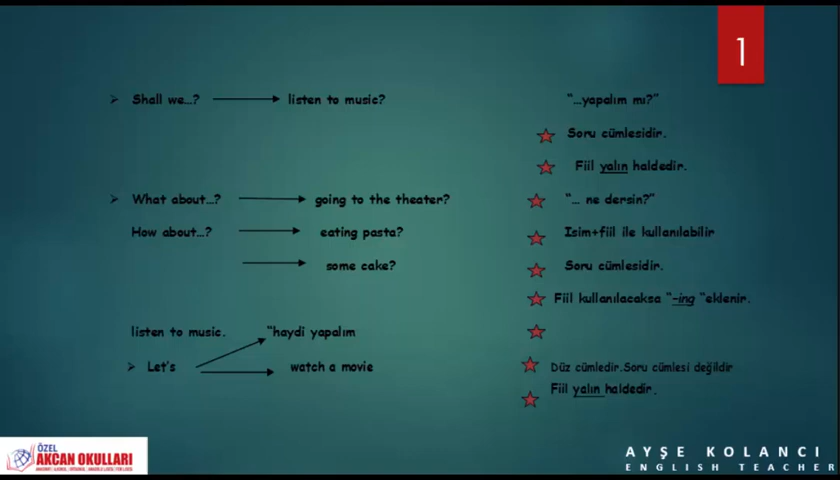 1
Shall we...? listen to music? "...yapalım mı?"
Soru cümlesidir.
Fiil yalın haldedir.
What about...? going to the theater? "... ne dersin?"
How about...? eating pasta? Isim+fiil ile kullanılabilir
some cake? Soru cümlesidir.
Fiil kullanılacaksa "-ing "eklenir.
listen to music. "haydi yapalım
Let's watch a movie Düz cümledir.Soru cümlesi değildir
Fiil yalın haldedir.
ÖZEL
AKCAN OKULLARI
AYŞE KOLANCI
ENGLISH TEACHER